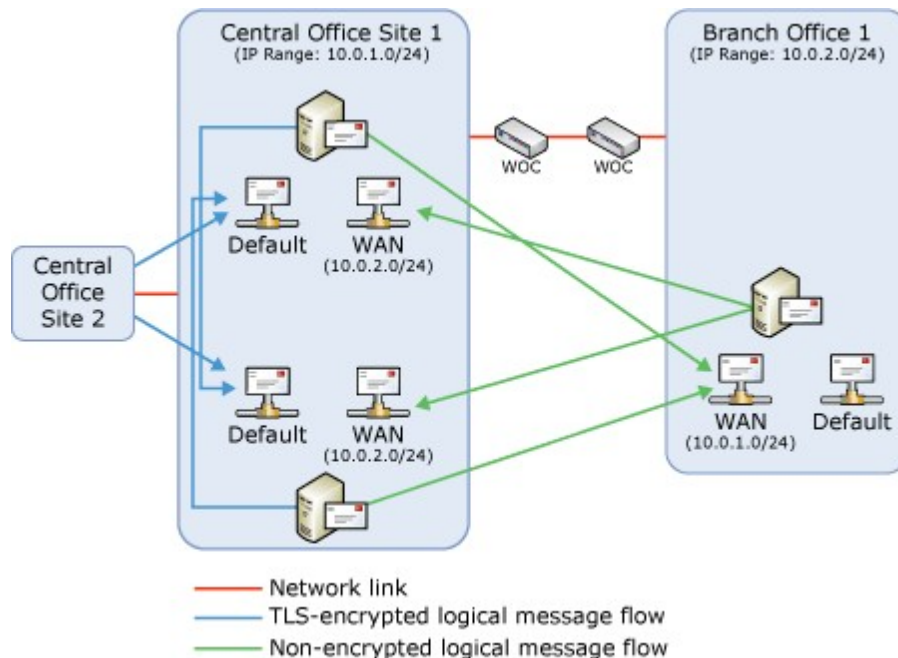 Central Office Site 1
(IP Range: 10.0.1.0/24)
Branch Office 1
(IP Range: 10.0.2.0/24)
WOC
WOC
Default
WAN
(10.0.2.0/24)
Central
Office
Site 2
Default
WAN
(10.0.2.0/24)
WAN
(10.0.1.0/24)
Default
Network link
TLS-encrypted logical message flow
Non-encrypted logical message flow